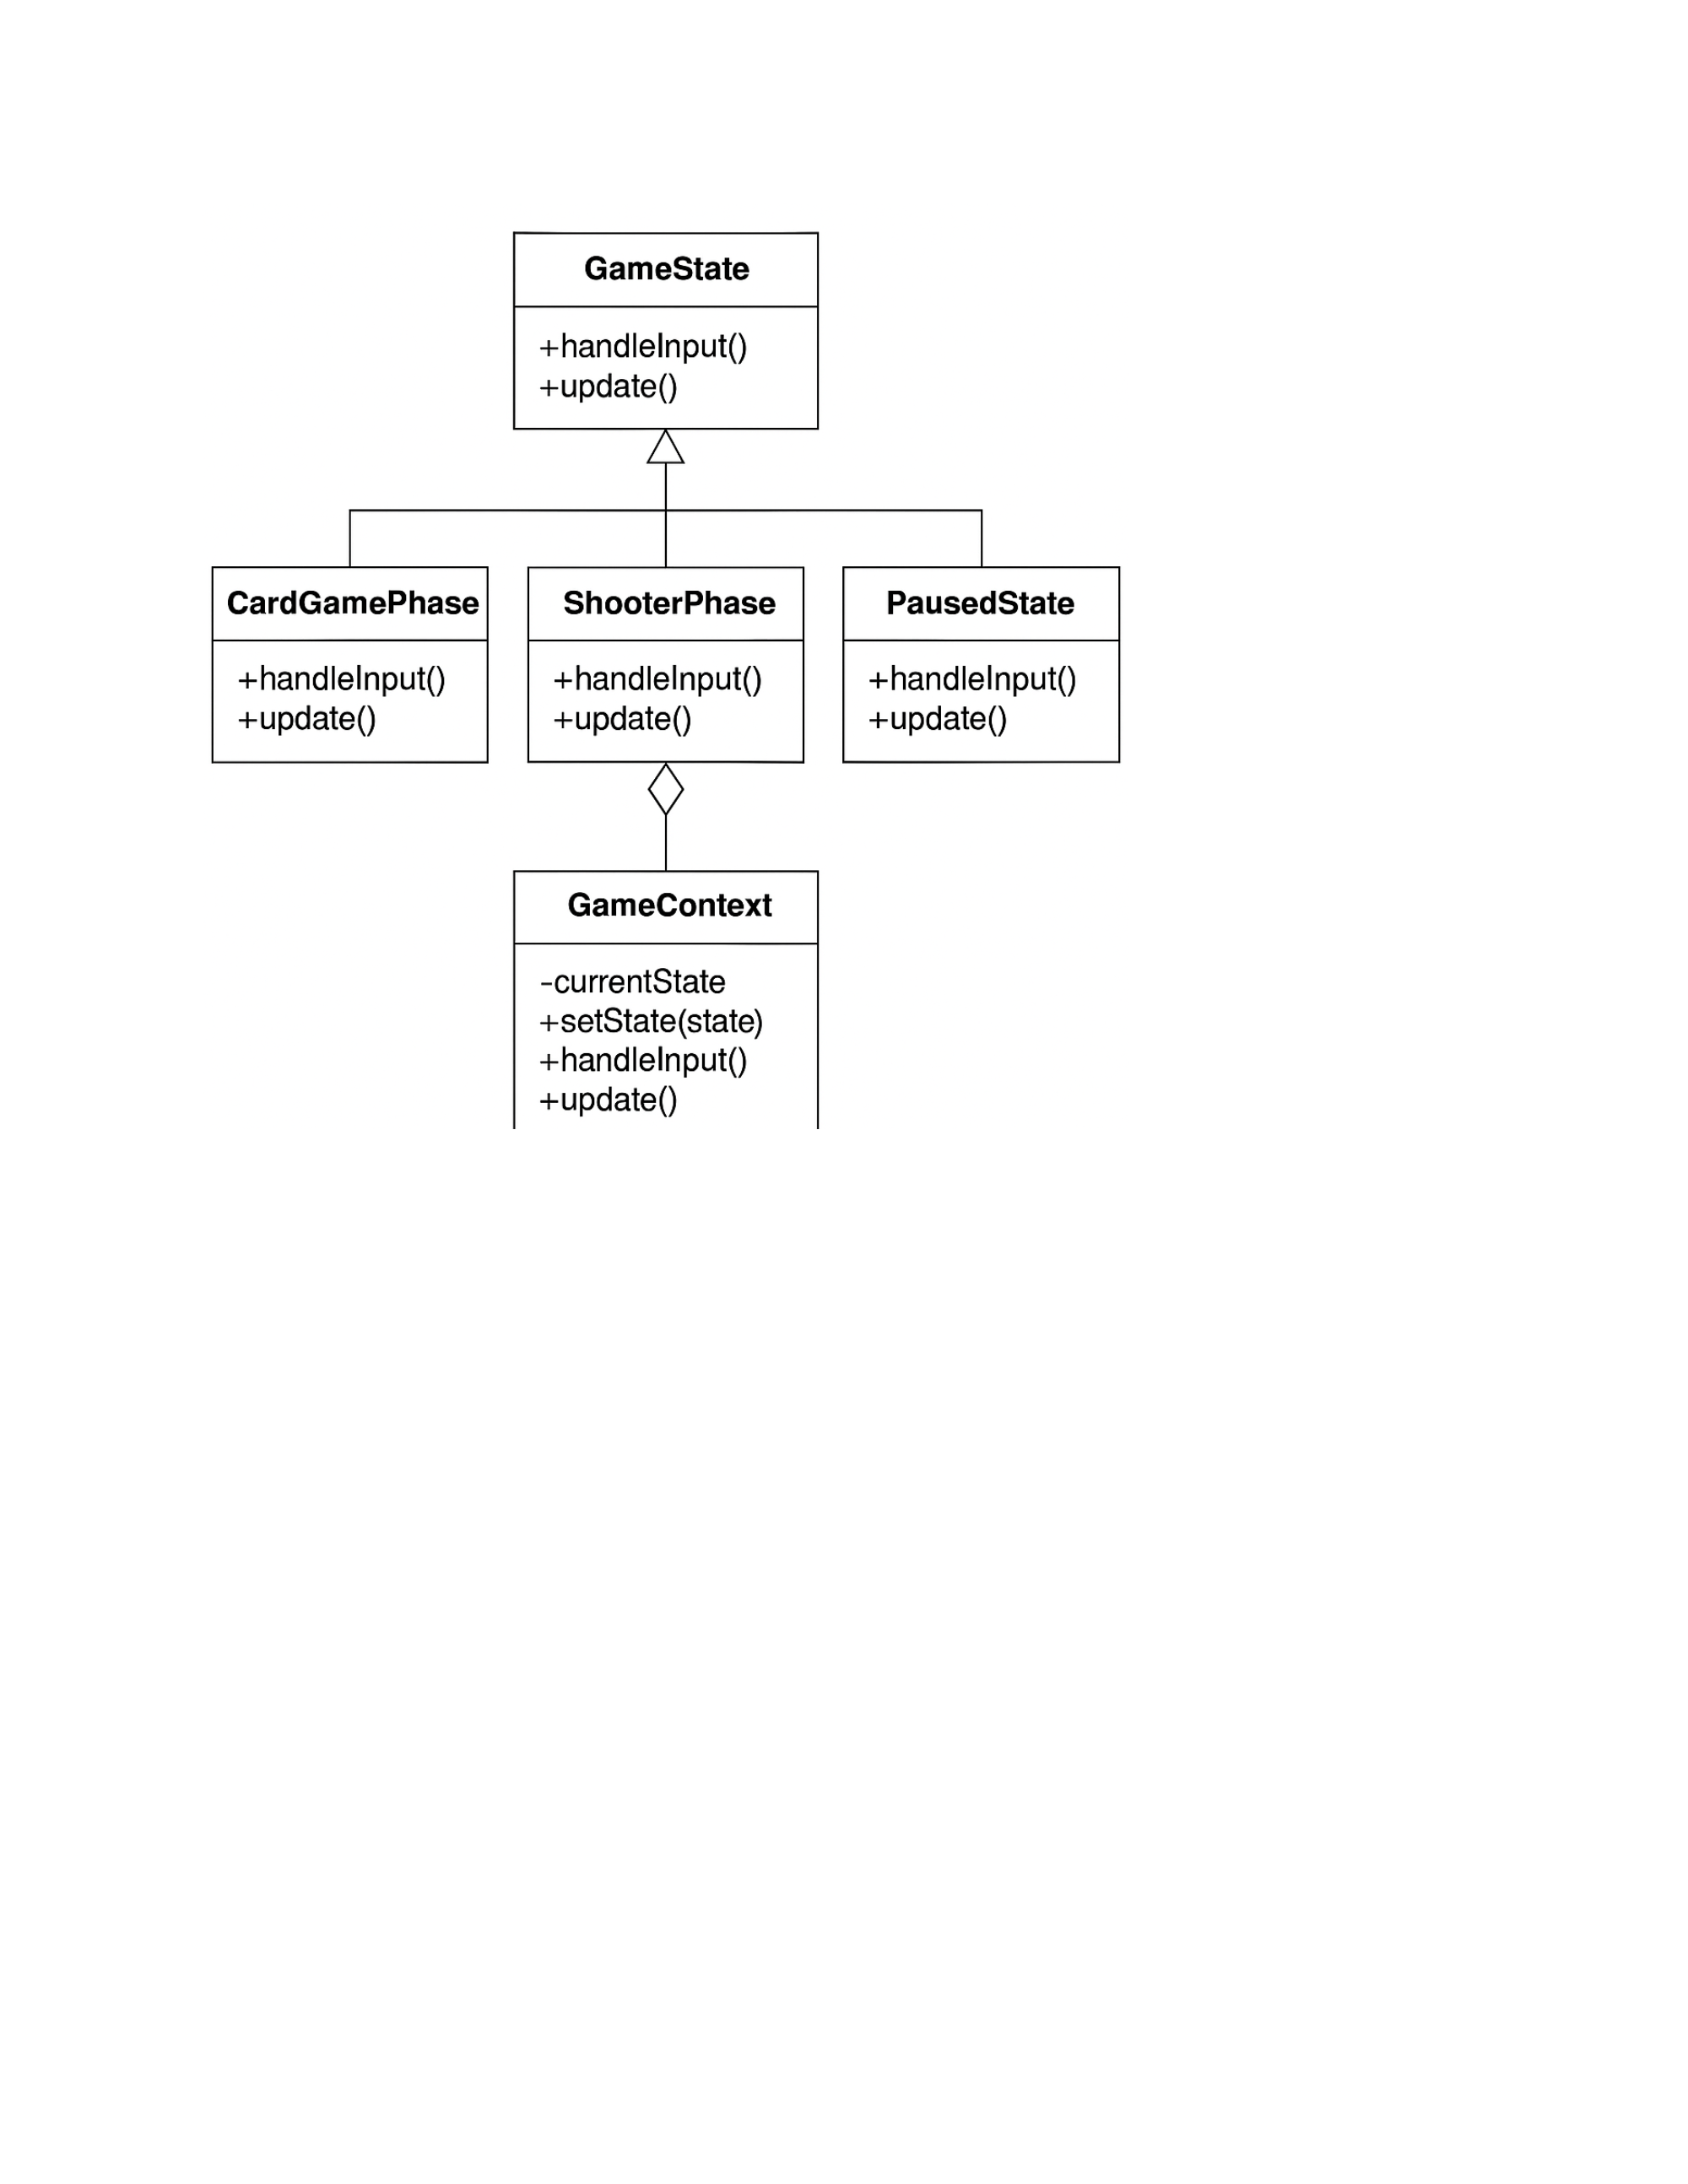 GameState
+handleInput()
+update()
CardGamePhase
+handleInput()
+update()
ShooterPhase
+handleInput()
+update()
PausedState
+handleInput()
+update()
GameContext
-currentState
+setState(state)
+handleInput()
+update()